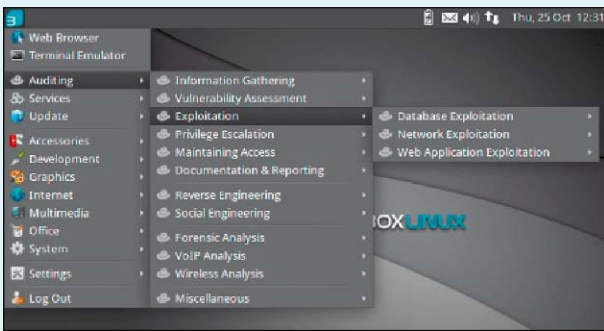 Thu, 25 Oct 12:31
Web Browser
Terminal Emulator
Auditing
Services
Update
Accessories
Development
Graphics
Internet
Multimedia
Office
System
Settings
Log Out
Information Gathering
Vulnerability Assessment
Exploitation
Privilege Escalation
Maintaining Access
Documentation & Reporting
Reverse Engineering
Social Engineering
Forensic Analysis
VoIP Analysis
Wireless Analysis
Miscellaneous
Database Exploitation
Network Exploitation
Web Application Exploitation
OXLINUX